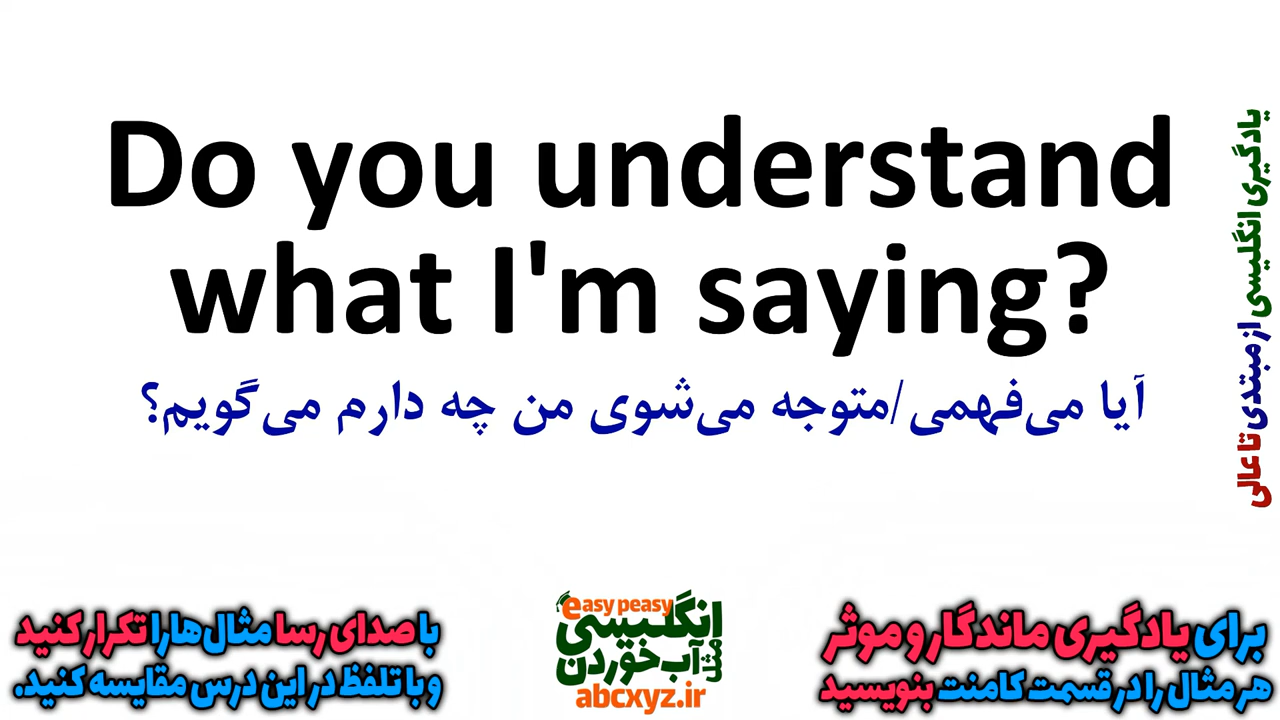 Do you understand
what I'm saying?
آیا می‌فهمی/متوجه می‌شوی من چه دارم می‌گویم؟
یادگیری انگلیسی از مبتدی تا عالی
برای یادگیری ماندگار و موثر
هر مثال را در قسمت کامنت بنویسید
easy peasy
انگلیسی
مثل آب خوردن
abcxyz.ir
با صدای رسا مثال‌ها را تکرار کنید
و با تلفظ در این درس مقایسه کنید.